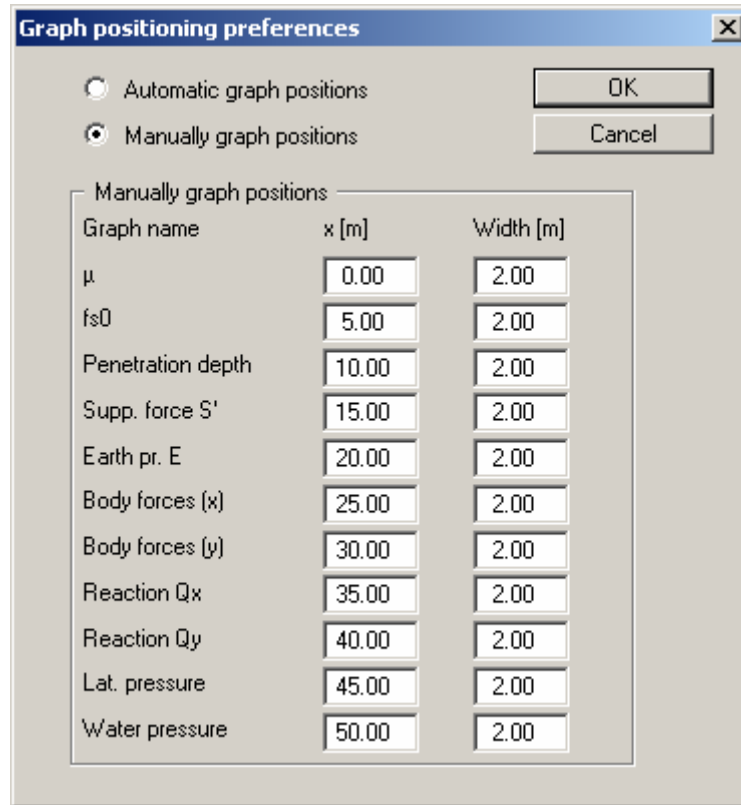 Graph positioning preferences
Automatic graph positions OK
Manually graph positions Cancel
Manually graph positions
Graph name x [m] Width [m]
μ 0.00 2.00
fs0 5.00 2.00
Penetration depth 10.00 2.00
Supp. force S' 15.00 2.00
Earth pr. E 20.00 2.00
Body forces (x) 25.00 2.00
Body forces (y) 30.00 2.00
Reaction Qx 35.00 2.00
Reaction Qy 40.00 2.00
Lat. pressure 45.00 2.00
Water pressure 50.00 2.00